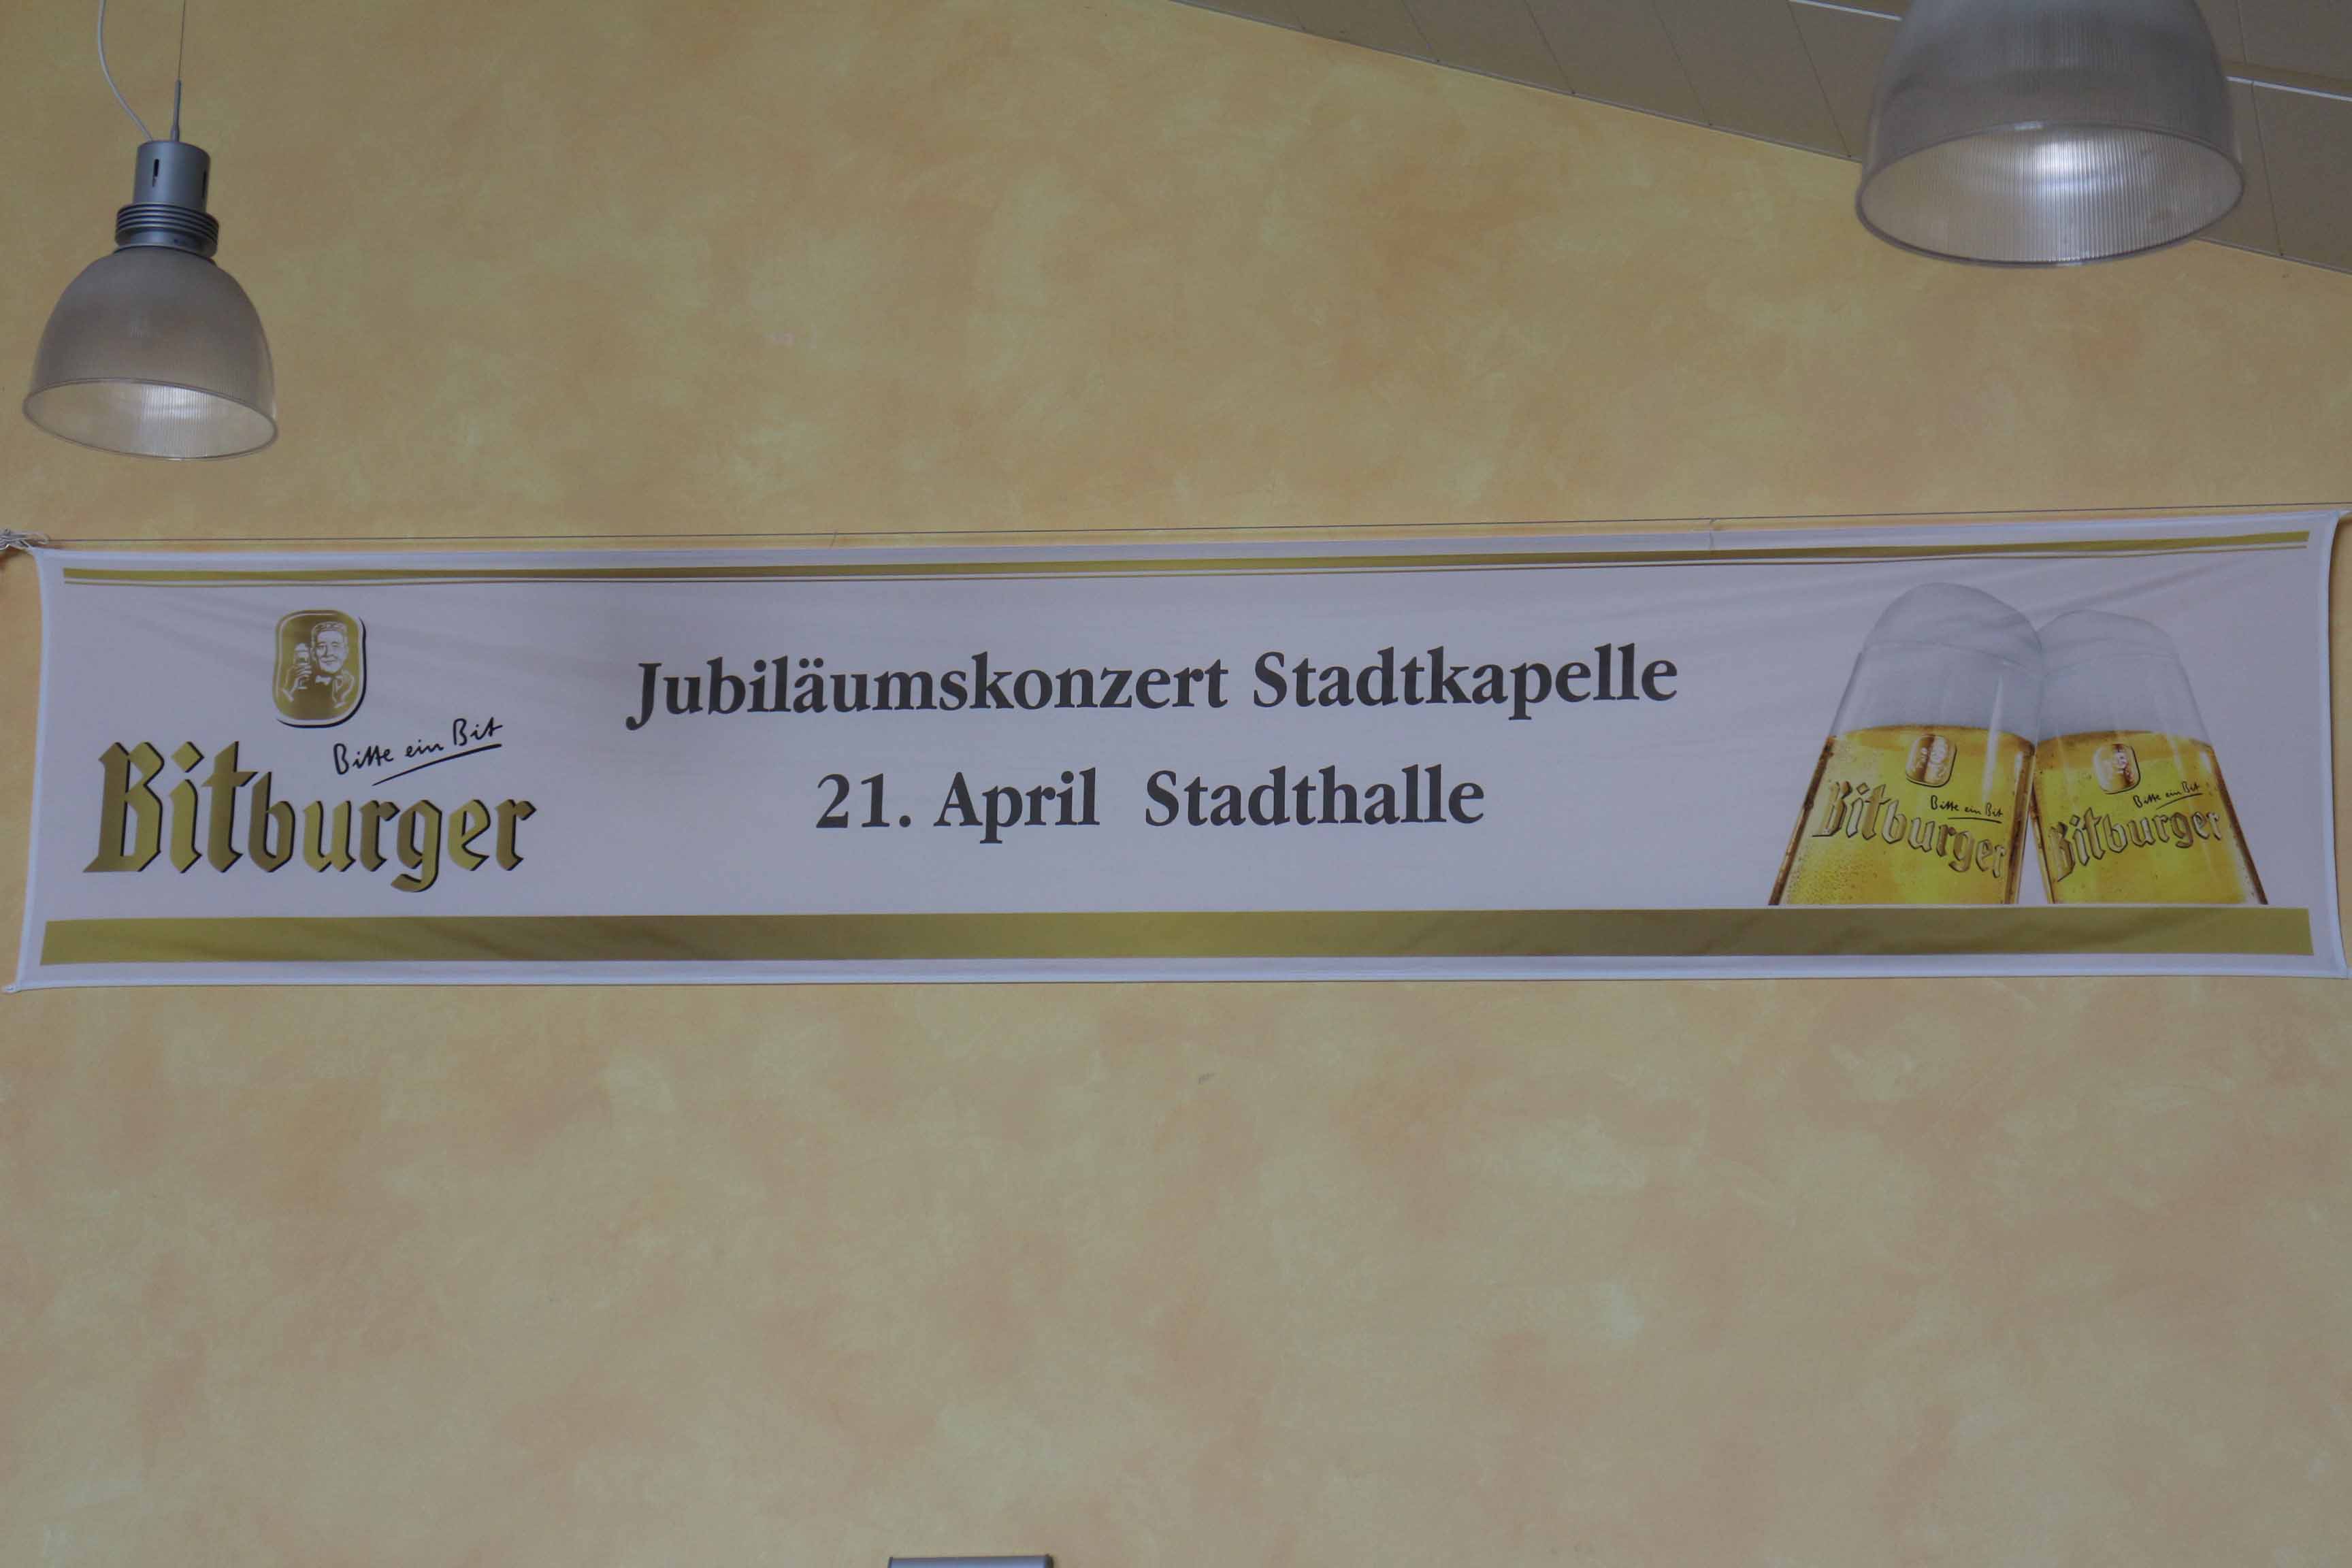 Bitte ein Bit
Bitburger
Jubiläumskonzert Stadtkapelle
21. April Stadthalle
Bitte ein Bit
Bitburger
Bitte ein Bit
Bitburger